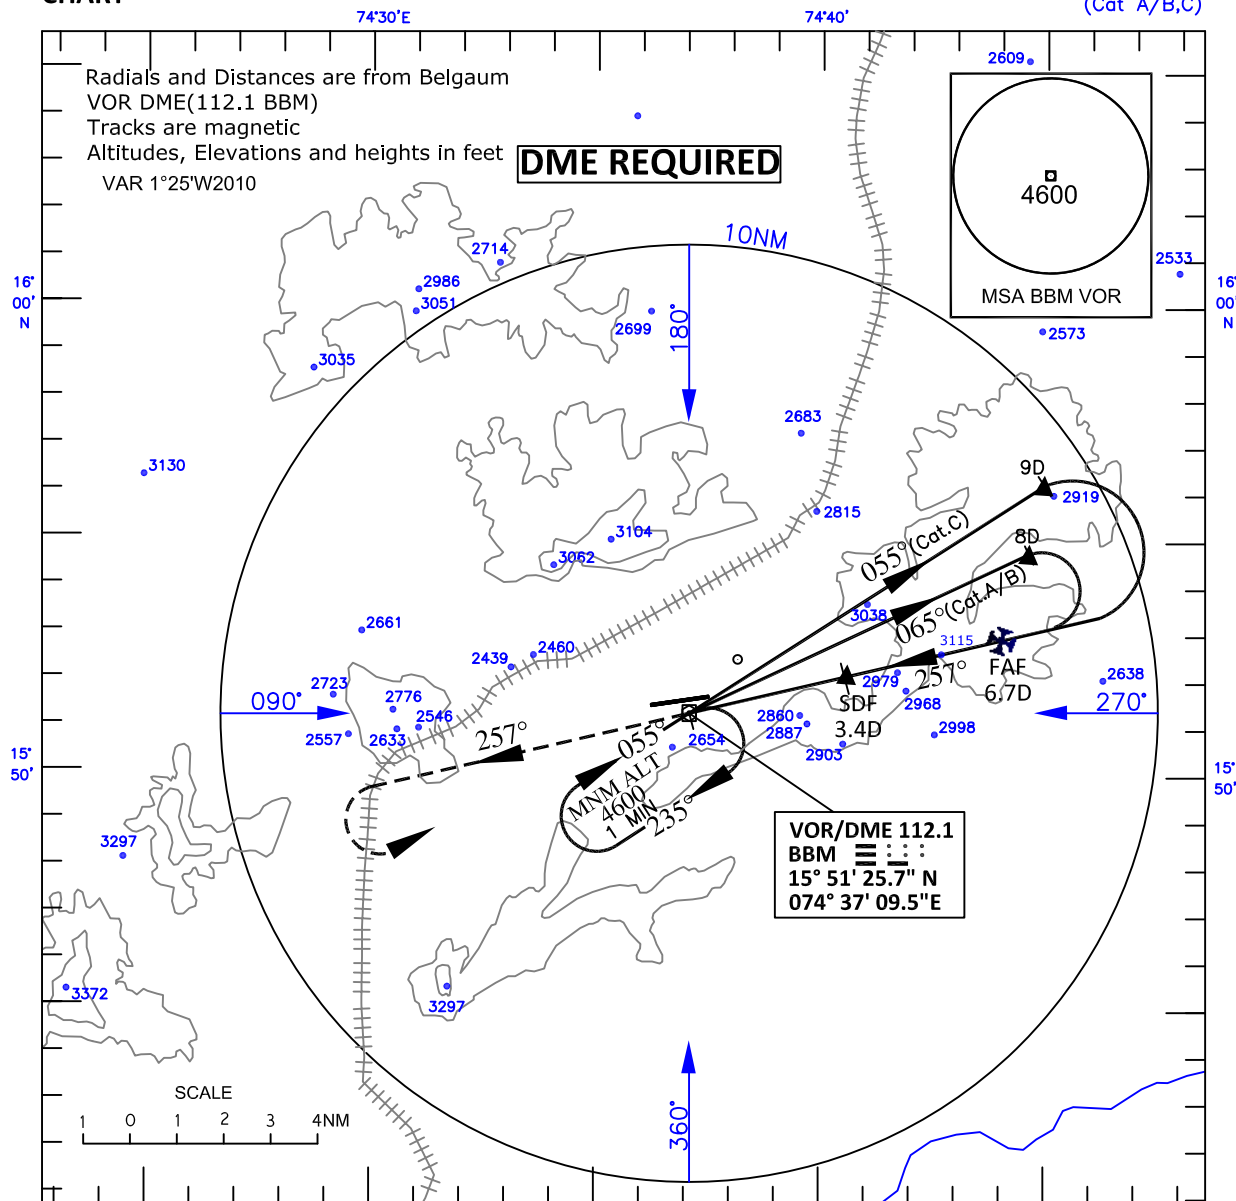 CHART
(Cat A/B,C)
74°30'E
74°40'
Radials and Distances are from Belgaum
VOR DME(112.1 BBM)
Tracks are magnetic
Altitudes, Elevations and heights in feet
VAR 1°25'W2010
DME REQUIRED
2609
4600
MSA BBM VOR
10NM
2714
2986
3051
2699
180°
3035
2533
2573
16°
00'
N
16°
00'
N
2683
3130
9D
2919
2815
3104
3062
8D
055°(Cat.C)
065°(Cat.A/B)
3038
2661
2460
2439
3115
2979
257°
FAF
6.7D
2638
2968
SDF
3.4D
2998
2723
2776
090°
2546
2557
2633
257°
055°
2654
2860
2887
2903
270°
15°
50'
15°
50'
MNM ALT
4600
1 MIN
235°
VOR/DME 112.1
BBM
15° 51' 25.7" N
074° 37' 09.5"E
3297
3297
3372
360°
SCALE
1 0 1 2 3 4NM